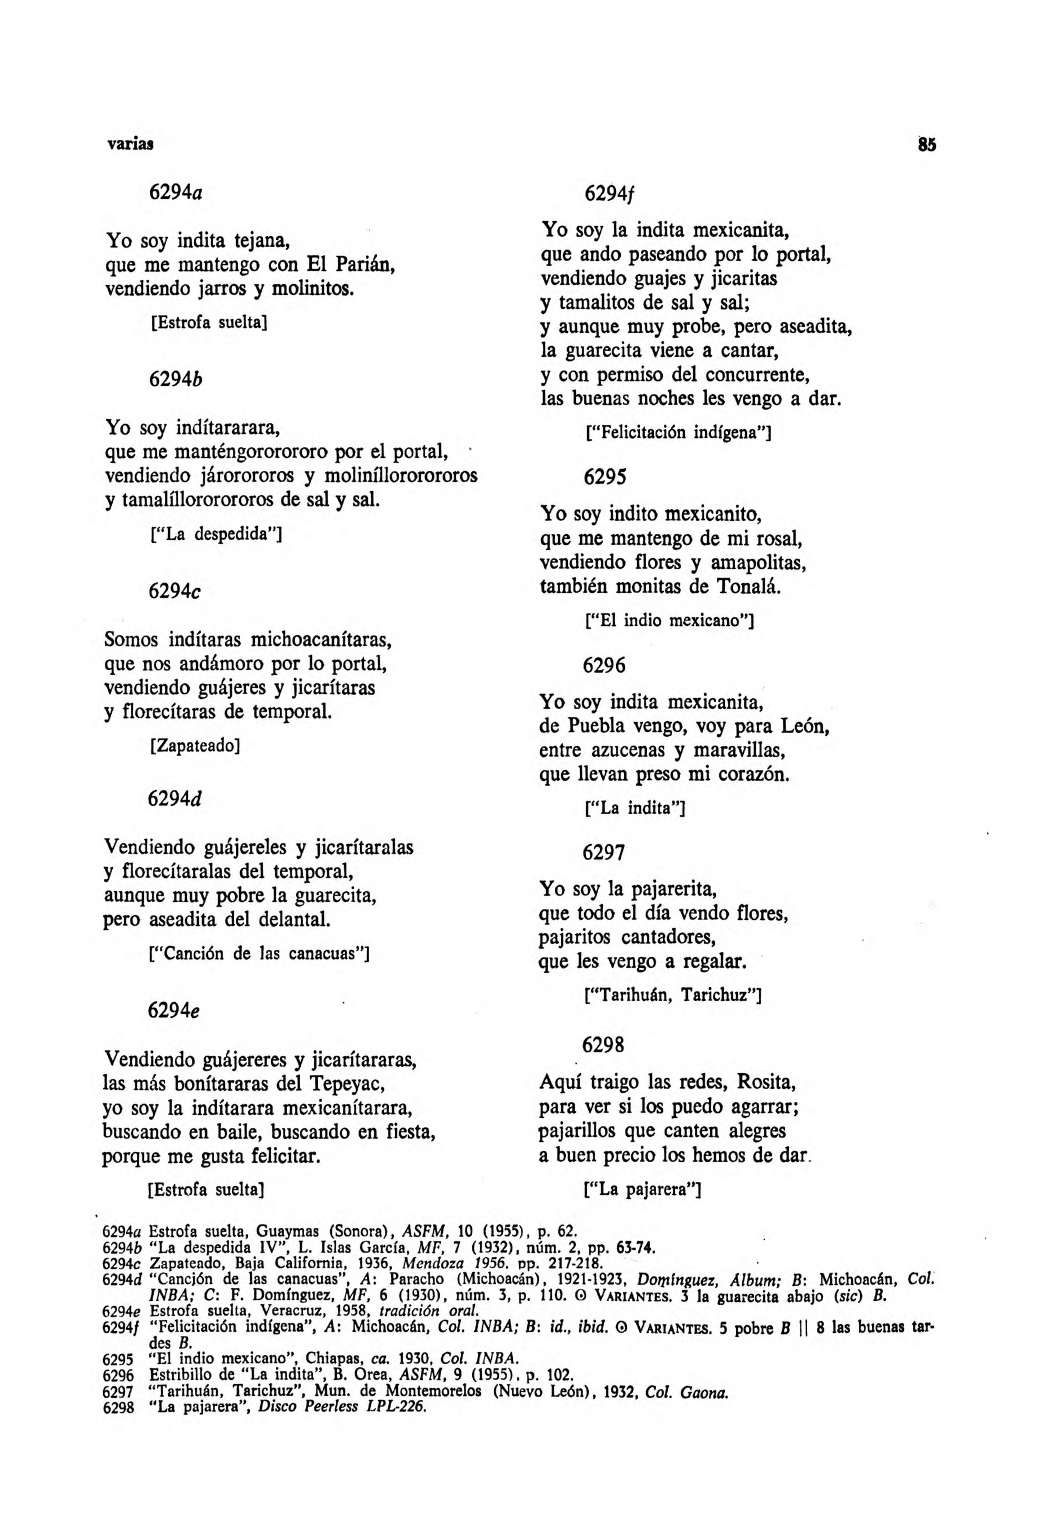 varias 85
6294a
Yo soy indita tejana,
que me mantengo con El Parián,
vendiendo jarros y molinitos.
[Estrofa suelta]
6294b
Yo soy indítararara,
que me manténgororororo por el portal,
vendiendo járorororos y moliníllororororos
y tamalíllororororos de sal y sal.
["La despedida"]
6294c
Somos indítaras michoacanítaras,
que nos andámoro por lo portal,
vendiendo guájeres y jicarítaras
y florecítaras de temporal.
[Zapateado]
6294d
Vendiendo guájereles y jicarítaralas
y florecítaralas del temporal,
aunque muy pobre la guarecita,
pero aseadita del delantal.
["Canción de las canacuas"]
6294e
Vendiendo guájereres y jicarítararas,
las más bonítararas del Tepeyac,
yo soy la indítarara mexicanítarara,
buscando en baile, buscando en fiesta,
porque me gusta felicitar.
[Estrofa suelta]
6294f
Yo soy la indita mexicanita,
que ando paseando por lo portal,
vendiendo guajes y jicaritas
y tamalitos de sal y sal;
y aunque muy probe, pero aseadita,
la guarecita viene a cantar,
y con permiso del concurrente,
las buenas noches les vengo a dar.
["Felicitación indígena"]
6295
Yo soy indito mexicanito,
que me mantengo de mi rosal,
vendiendo flores y amapolitas,
también monitas de Tonalá.
["El indio mexicano"]
6296
Yo soy indita mexicanita,
de Puebla vengo, voy para León,
entre azucenas y maravillas,
que llevan preso mi corazón.
["La indita"]
6297
Yo soy la pajarerita,
que todo el día vendo flores,
pajaritos cantadores,
que les vengo a regalar.
["Tarihuán, Tarichuz"]
6298
Aquí traigo las redes, Rosita,
para ver si los puedo agarrar;
pajarillos que canten alegres
a buen precio los hemos de dar.
["La pajarera"]
6294a Estrofa suelta, Guaymas (Sonora), ASFM, 10 (1955), p. 62.
6294b "La despedida IV", L. Islas García, MF, 7 (1932), núm. 2, pp. 63-74.
6294c Zapateado, Baja California, 1936, Mendoza 1956. pp. 217-218.
6294d "Canción de las canacuas", A: Paracho (Michoacán), 1921-1923, Domínguez, Album; B: Michoacán, Col.
INBA; C: F. Domínguez, MF, 6 (1930), núm. 3, p. 110. ⊙ VARIANTES. 3 la guarecita abajo (sic) B.
6294e Estrofa suelta, Veracruz, 1958, tradición oral.
6294f "Felicitación indígena", A: Michoacán, Col. INBA; B: id., ibid. ⊙ VARIANTES. 5 pobre B || 8 las buenas tar-
des B.
6295 "El indio mexicano", Chiapas, ca. 1930, Col. INBA.
6296 Estribillo de "La indita", B. Orea, ASFM, 9 (1955), p. 102.
6297 "Tarihuán, Tarichuz", Mun. de Montemorelos (Nuevo León), 1932, Col. Gaona.
6298 "La pajarera", Disco Peerless LPL-226.